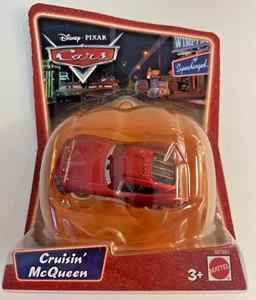 Disney · PIXAR
Cars
Supercharged
Cruisin'
McQueen
3+
MATTEL